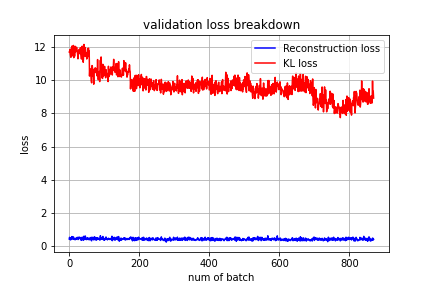 validation loss breakdown
12
10
8
6
4
2
0
loss
Reconstruction loss
KL loss
0
200
400
600
800
num of batch